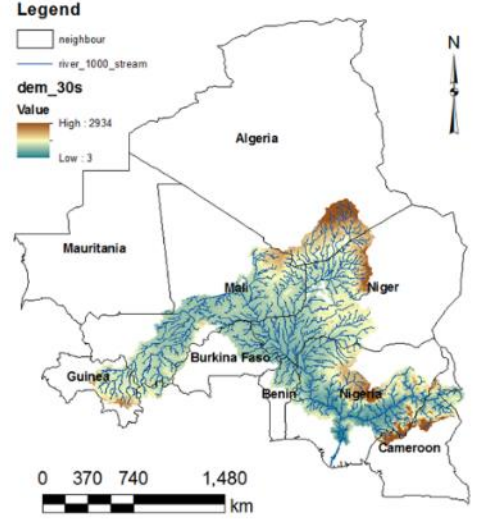 Legend
neighbour
river_1000_stream
dem_30s
Value
High : 2934
Low : 3
N
Algeria
Mauritania
Mali
Niger
Burkina Faso
Guinea
Benin
Nigeria
Cameroon
0 370 740 1,480
km